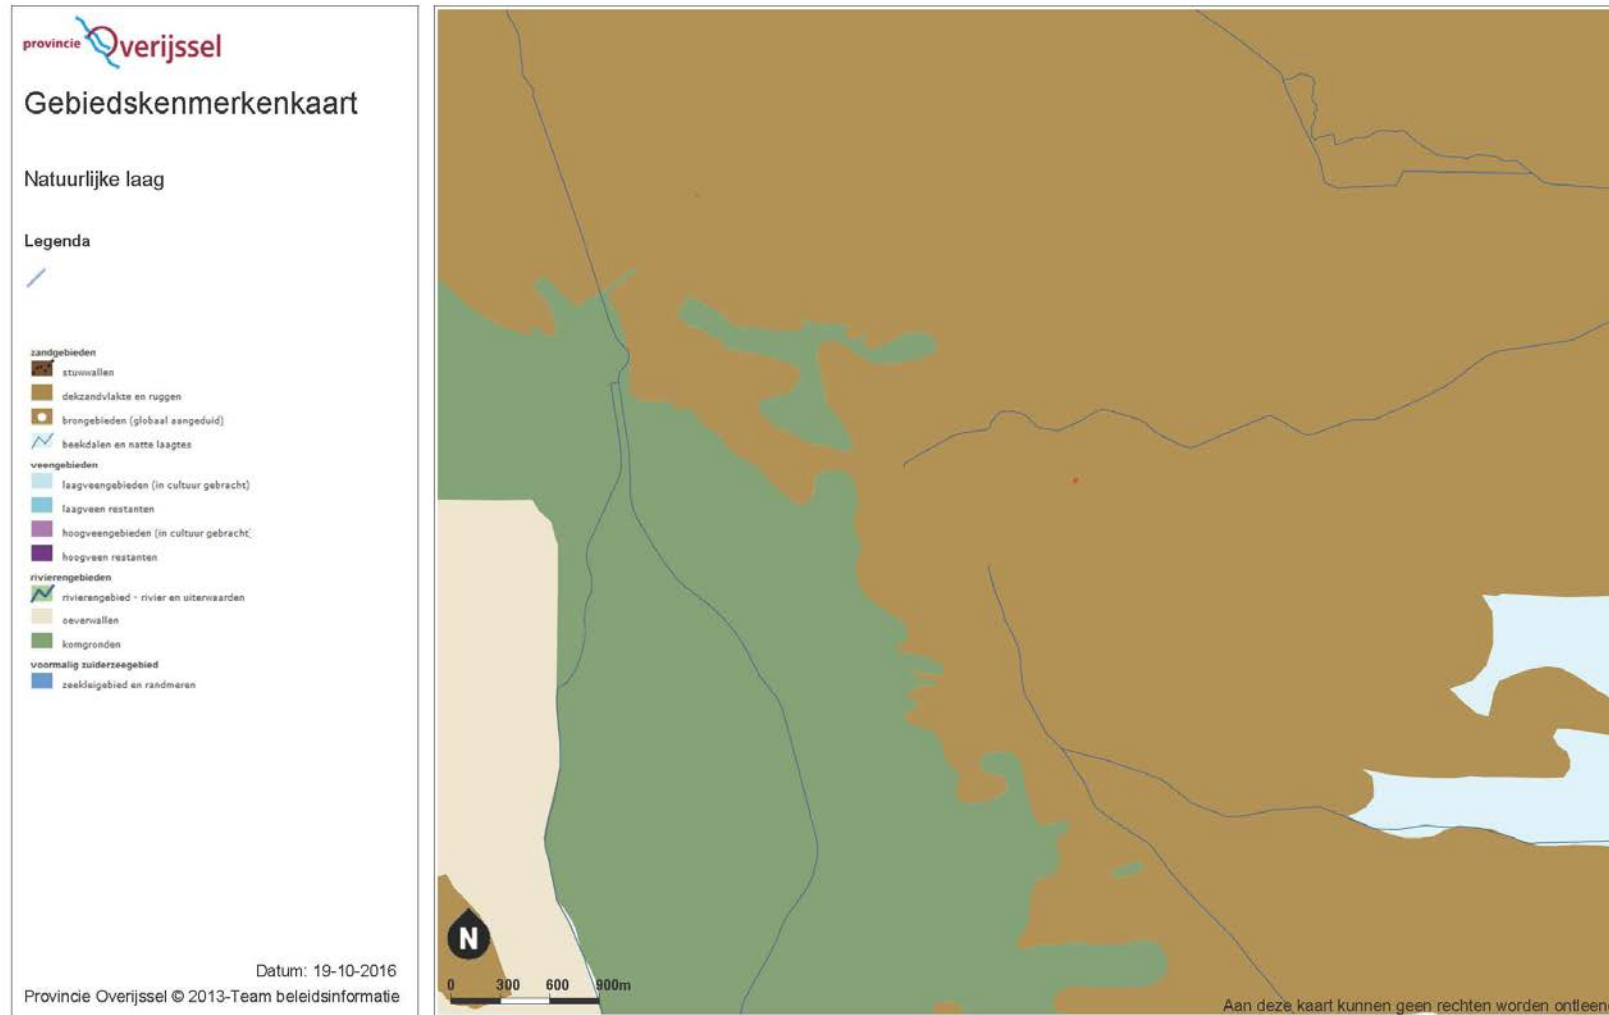 provincie Overijssel
Gebiedskenmerkenkaart
Natuurlijke laag
Legenda
zandgebieden
stuwwallen
dekzandvlakte en ruggen
brongebieden (globaal aangeduid)
beekdalen en natte laagtes
veengebieden
laagveengebieden (in cultuur gebracht)
laagveen restanten
hoogveengebieden (in cultuur gebracht)
hoogveen restanten
rivierengebieden
rivierengebied - rivier en uiterwaarden
oeverwallen
komgronden
voormalig zuiderzeegebied
zeekleigebied en randmeren
Datum: 19-10-2016
Provincie Overijssel © 2013-Team beleidsinformatie
N
0 300 600 900m
Aan deze kaart kunnen geen rechten worden ontleen